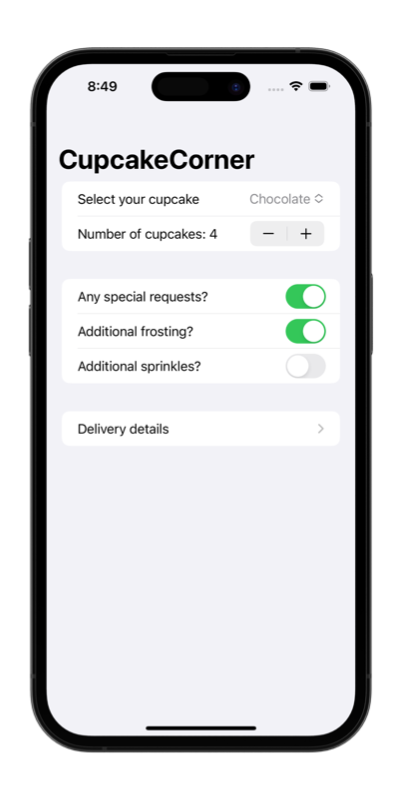 8:49
CupcakeCorner
Select your cupcake Chocolate
Number of cupcakes: 4 − +
Any special requests?
Additional frosting?
Additional sprinkles?
Delivery details